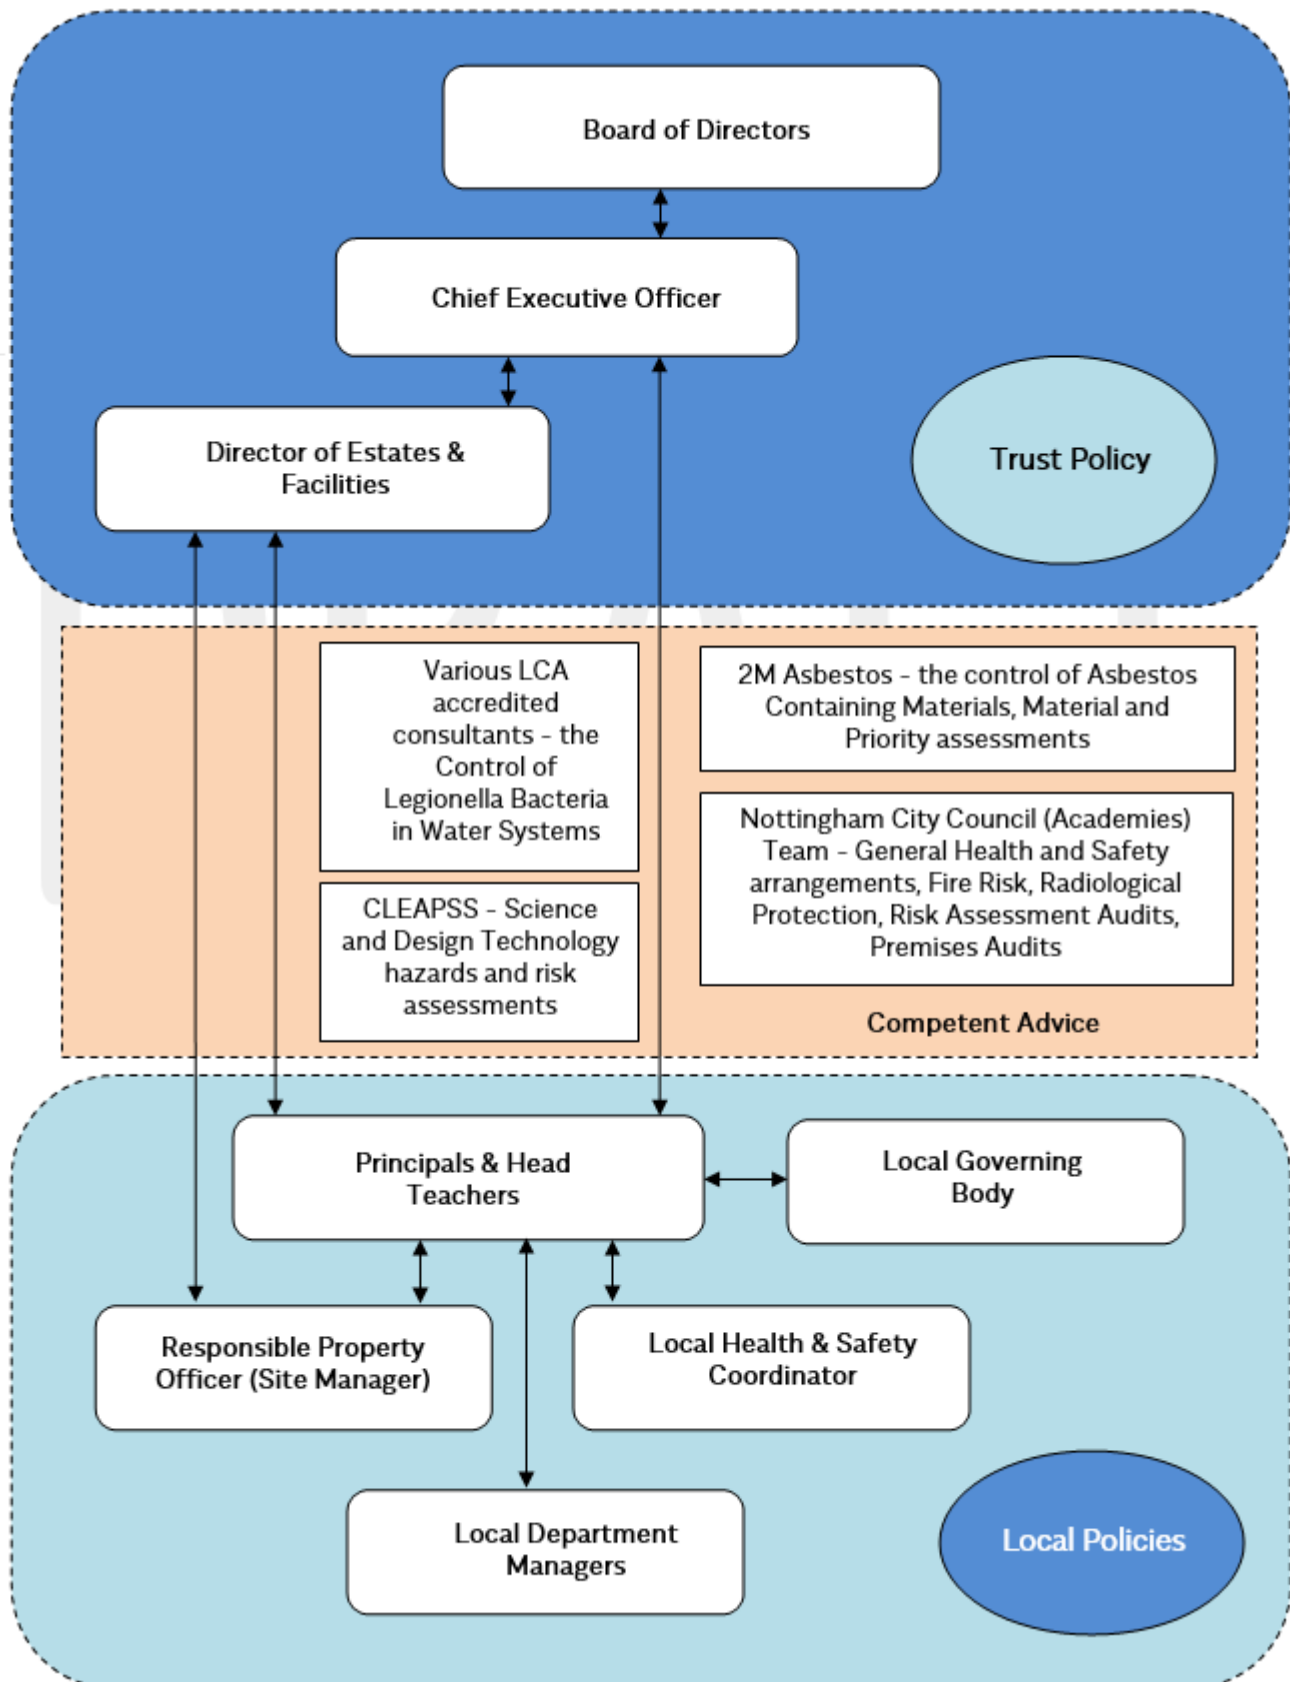 Board of Directors
Chief Executive Officer
Director of Estates &
Facilities
Trust Policy
Various LCA
accredited
consultants - the
Control of
Legionella Bacteria
in Water Systems
2M Asbestos - the control of Asbestos
Containing Materials, Material and
Priority assessments
CLEAPSS - Science
and Design Technology
hazards and risk
assessments
Nottingham City Council (Academies)
Team - General Health and Safety
arrangements, Fire Risk, Radiological
Protection, Risk Assessment Audits,
Premises Audits
Competent Advice
Principals & Head
Teachers
Local Governing
Body
Responsible Property
Officer (Site Manager)
Local Health & Safety
Coordinator
Local Department
Managers
Local Policies